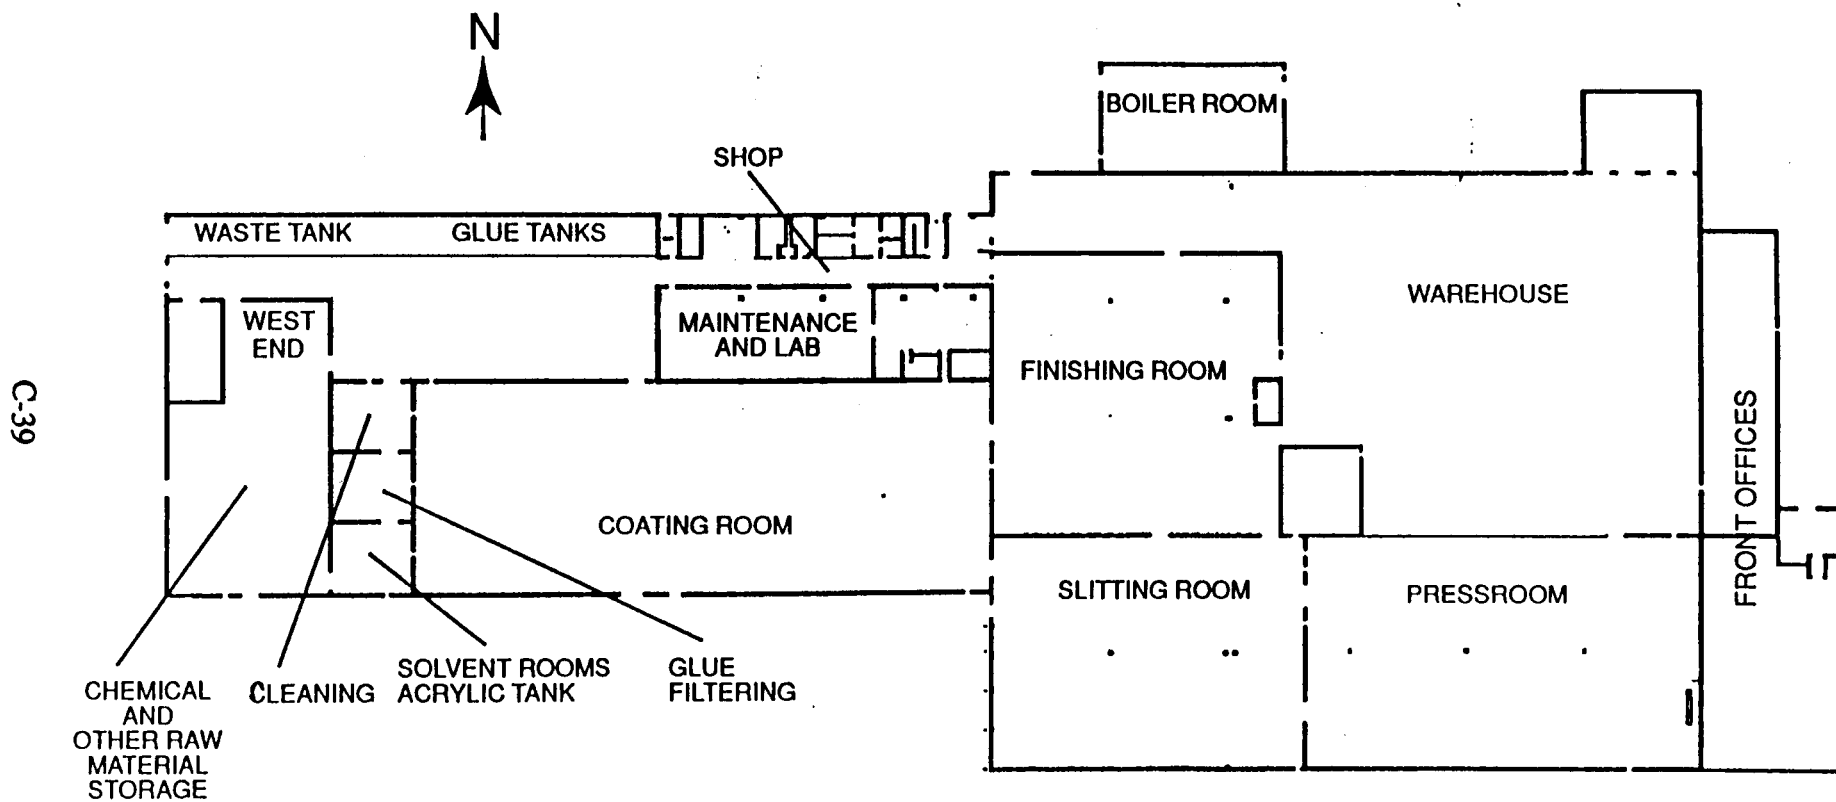 N
BOILER ROOM
SHOP
WASTE TANK
GLUE TANKS
WAREHOUSE
WEST
END
MAINTENANCE
AND LAB
FINISHING ROOM
C-39
FRONT OFFICES
COATING ROOM
SLITTING ROOM
PRESSROOM
CHEMICAL
AND
OTHER RAW
MATERIAL
STORAGE
CLEANING
SOLVENT ROOMS
ACRYLIC TANK
GLUE
FILTERING